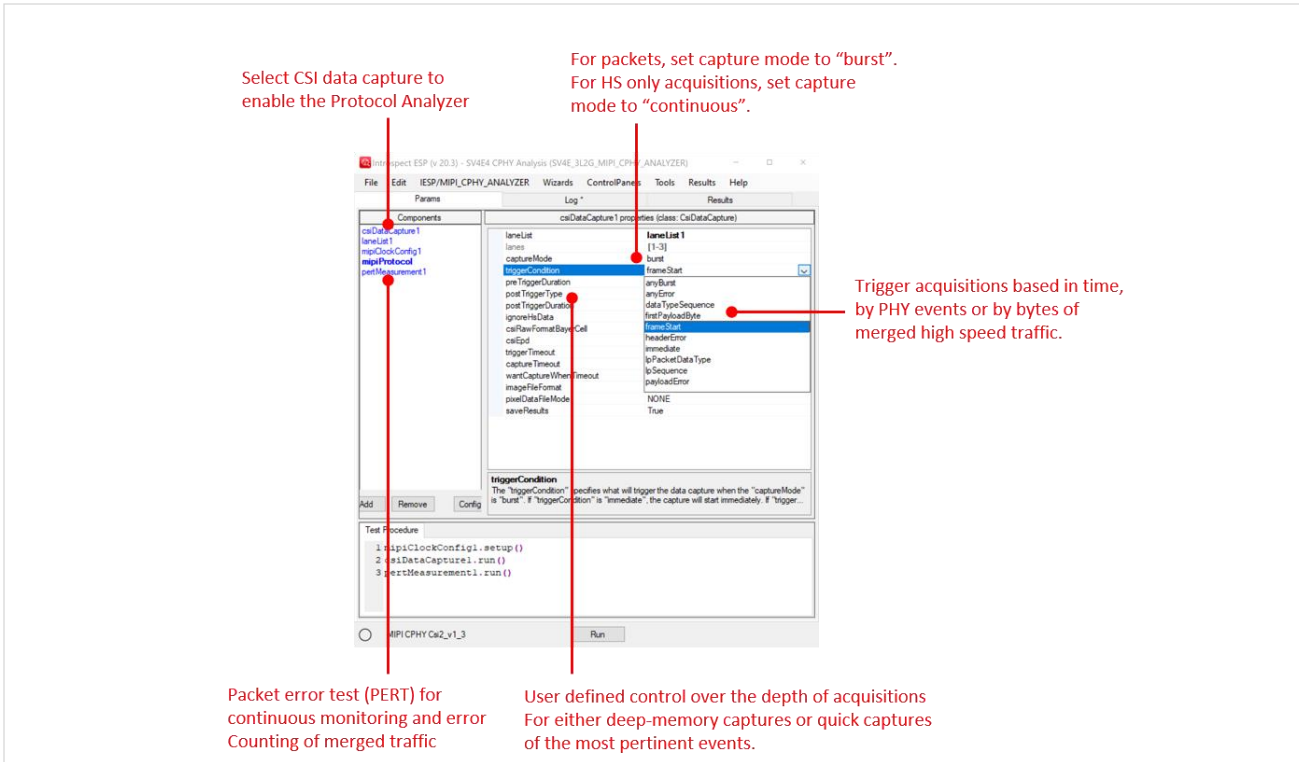 Select CSI data capture to
enable the Protocol Analyzer
For packets, set capture mode to “burst”.
For HS only acquisitions, set capture
mode to “continuous”.
Introspect ESP (v 20.3) - SV4E4 CPHY Analysis (SV4E_3L2G_MIPI_CPHY_ANALYZER)
File Edit IESP/MIPI_CPHY_ANALYZER Wizards ControlPanels Tools Results Help
Params Log * Results
Components csiDataCapture1 properties (class: CsiDataCapture)
csiDataCapture1
laneList1
mipiClockConfig1
mipiProtocol
pertMeasurement1
laneList laneList1
lanes [1-3]
captureMode burst
triggerCondition frameStart
preTriggerDuration anyBurst
postTriggerType anyError
postTriggerDuration dataTypeSequence
ignoreHsData firstPayloadByte
csiRawFormatBayerCell frameStart
csiEpd headerError
triggerTimeout immediate
captureTimeout lpPacketDataType
wantCaptureWhenTimeout lpSequence
imageFileFormat payloadError
pixelDataFileMode NONE
saveResults True
Trigger acquisitions based in time,
by PHY events or by bytes of
merged high speed traffic.
triggerCondition
The "triggerCondition" specifies what will trigger the data capture when the "captureMode"
is "burst". If "triggerCondition" is "immediate", the capture will start immediately. If "trigger...
Add Remove Config
Test Procedure
1 mipiClockConfig1.setup()
2 csiDataCapture1.run()
3 pertMeasurement1.run()
MIPI CPHY Csi2_v1_3 Run
Packet error test (PERT) for
continuous monitoring and error
Counting of merged traffic
User defined control over the depth of acquisitions
For either deep-memory captures or quick captures
of the most pertinent events.